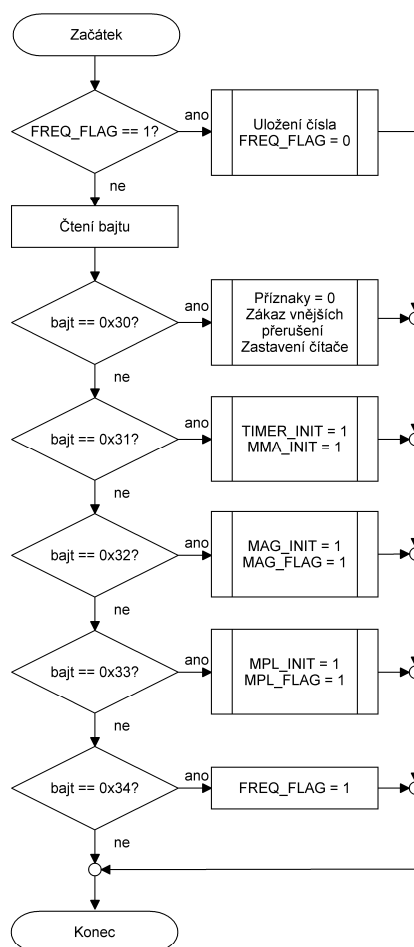 Začátek
FREQ_FLAG == 1?
ano
Uložení čísla
FREQ_FLAG = 0
ne
Čtení bajtu
bajt == 0x30?
ano
Příznaky = 0
Zákaz vnějších
přerušení
Zastavení čítače
ne
bajt == 0x31?
ano
TIMER_INIT = 1
MMA_INIT = 1
ne
bajt == 0x32?
ano
MAG_INIT = 1
MAG_FLAG = 1
ne
bajt == 0x33?
ano
MPL_INIT = 1
MPL_FLAG = 1
ne
bajt == 0x34?
ano
FREQ_FLAG = 1
ne
Konec